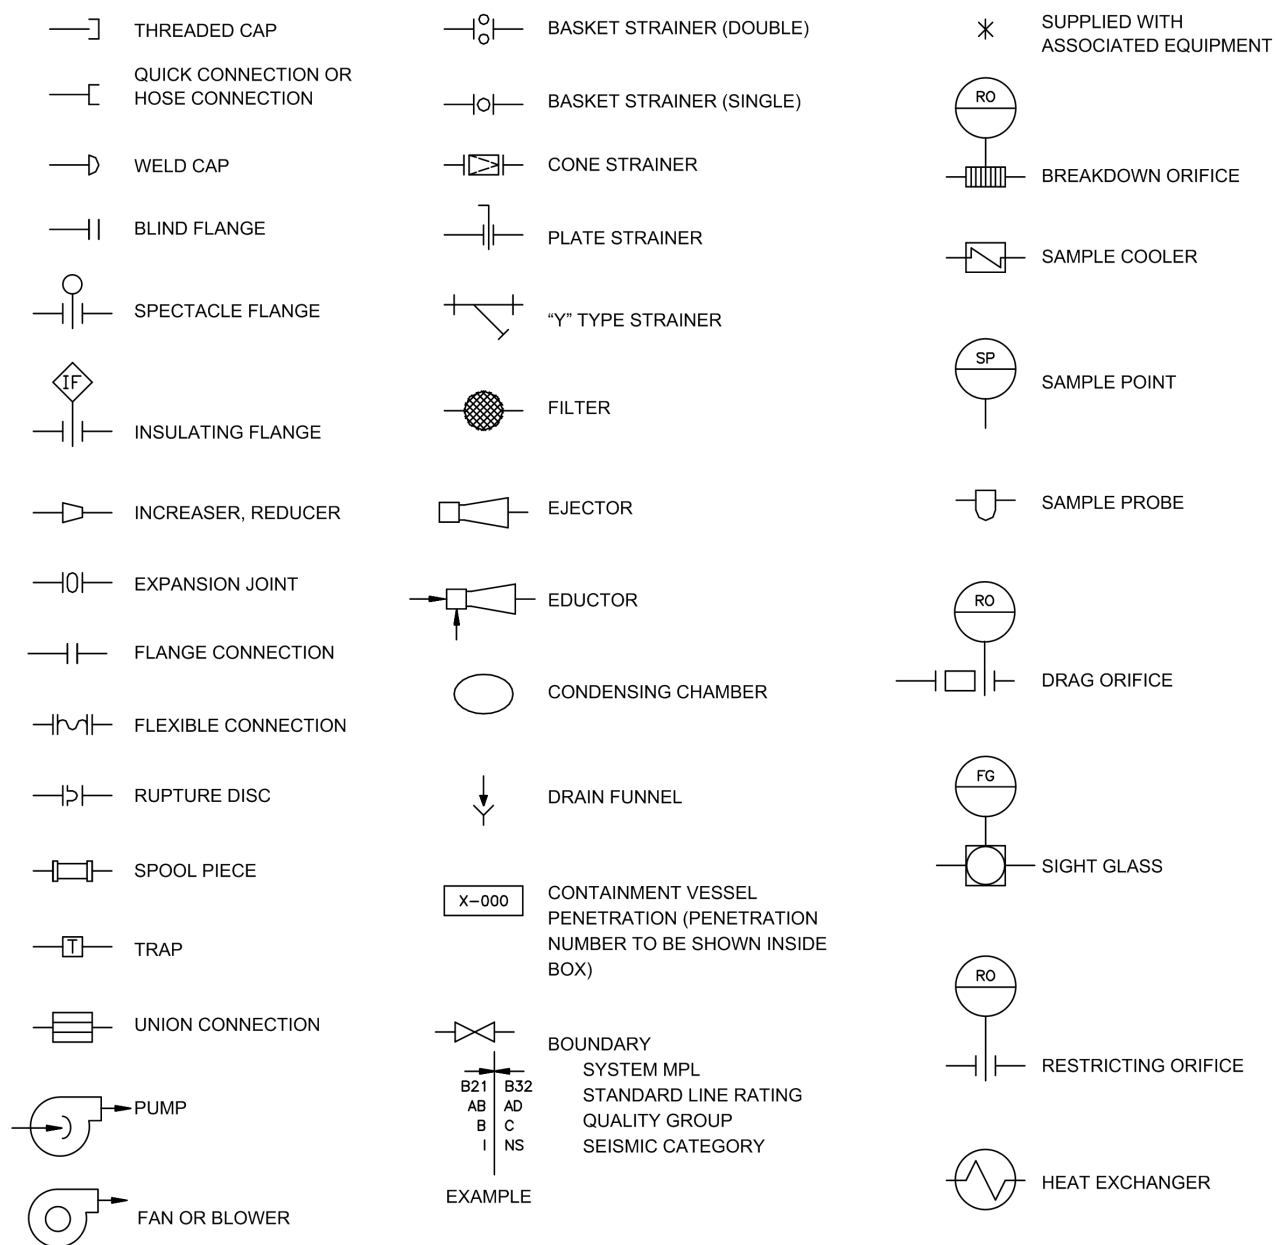 THREADED CAP
QUICK CONNECTION OR
HOSE CONNECTION
WELD CAP
BLIND FLANGE
SPECTACLE FLANGE
IF
INSULATING FLANGE
INCREASER, REDUCER
EXPANSION JOINT
FLANGE CONNECTION
FLEXIBLE CONNECTION
RUPTURE DISC
SPOOL PIECE
T
TRAP
UNION CONNECTION
PUMP
FAN OR BLOWER
BASKET STRAINER (DOUBLE)
BASKET STRAINER (SINGLE)
CONE STRAINER
PLATE STRAINER
“Y” TYPE STRAINER
FILTER
EJECTOR
EDUCTOR
CONDENSING CHAMBER
DRAIN FUNNEL
X-000
CONTAINMENT VESSEL
PENETRATION (PENETRATION
NUMBER TO BE SHOWN INSIDE
BOX)
BOUNDARY
B21 B32 SYSTEM MPL
AB AD STANDARD LINE RATING
B C QUALITY GROUP
I NS SEISMIC CATEGORY
EXAMPLE
SUPPLIED WITH
ASSOCIATED EQUIPMENT
RO
BREAKDOWN ORIFICE
SAMPLE COOLER
SP
SAMPLE POINT
SAMPLE PROBE
RO
DRAG ORIFICE
FG
SIGHT GLASS
RO
RESTRICTING ORIFICE
HEAT EXCHANGER